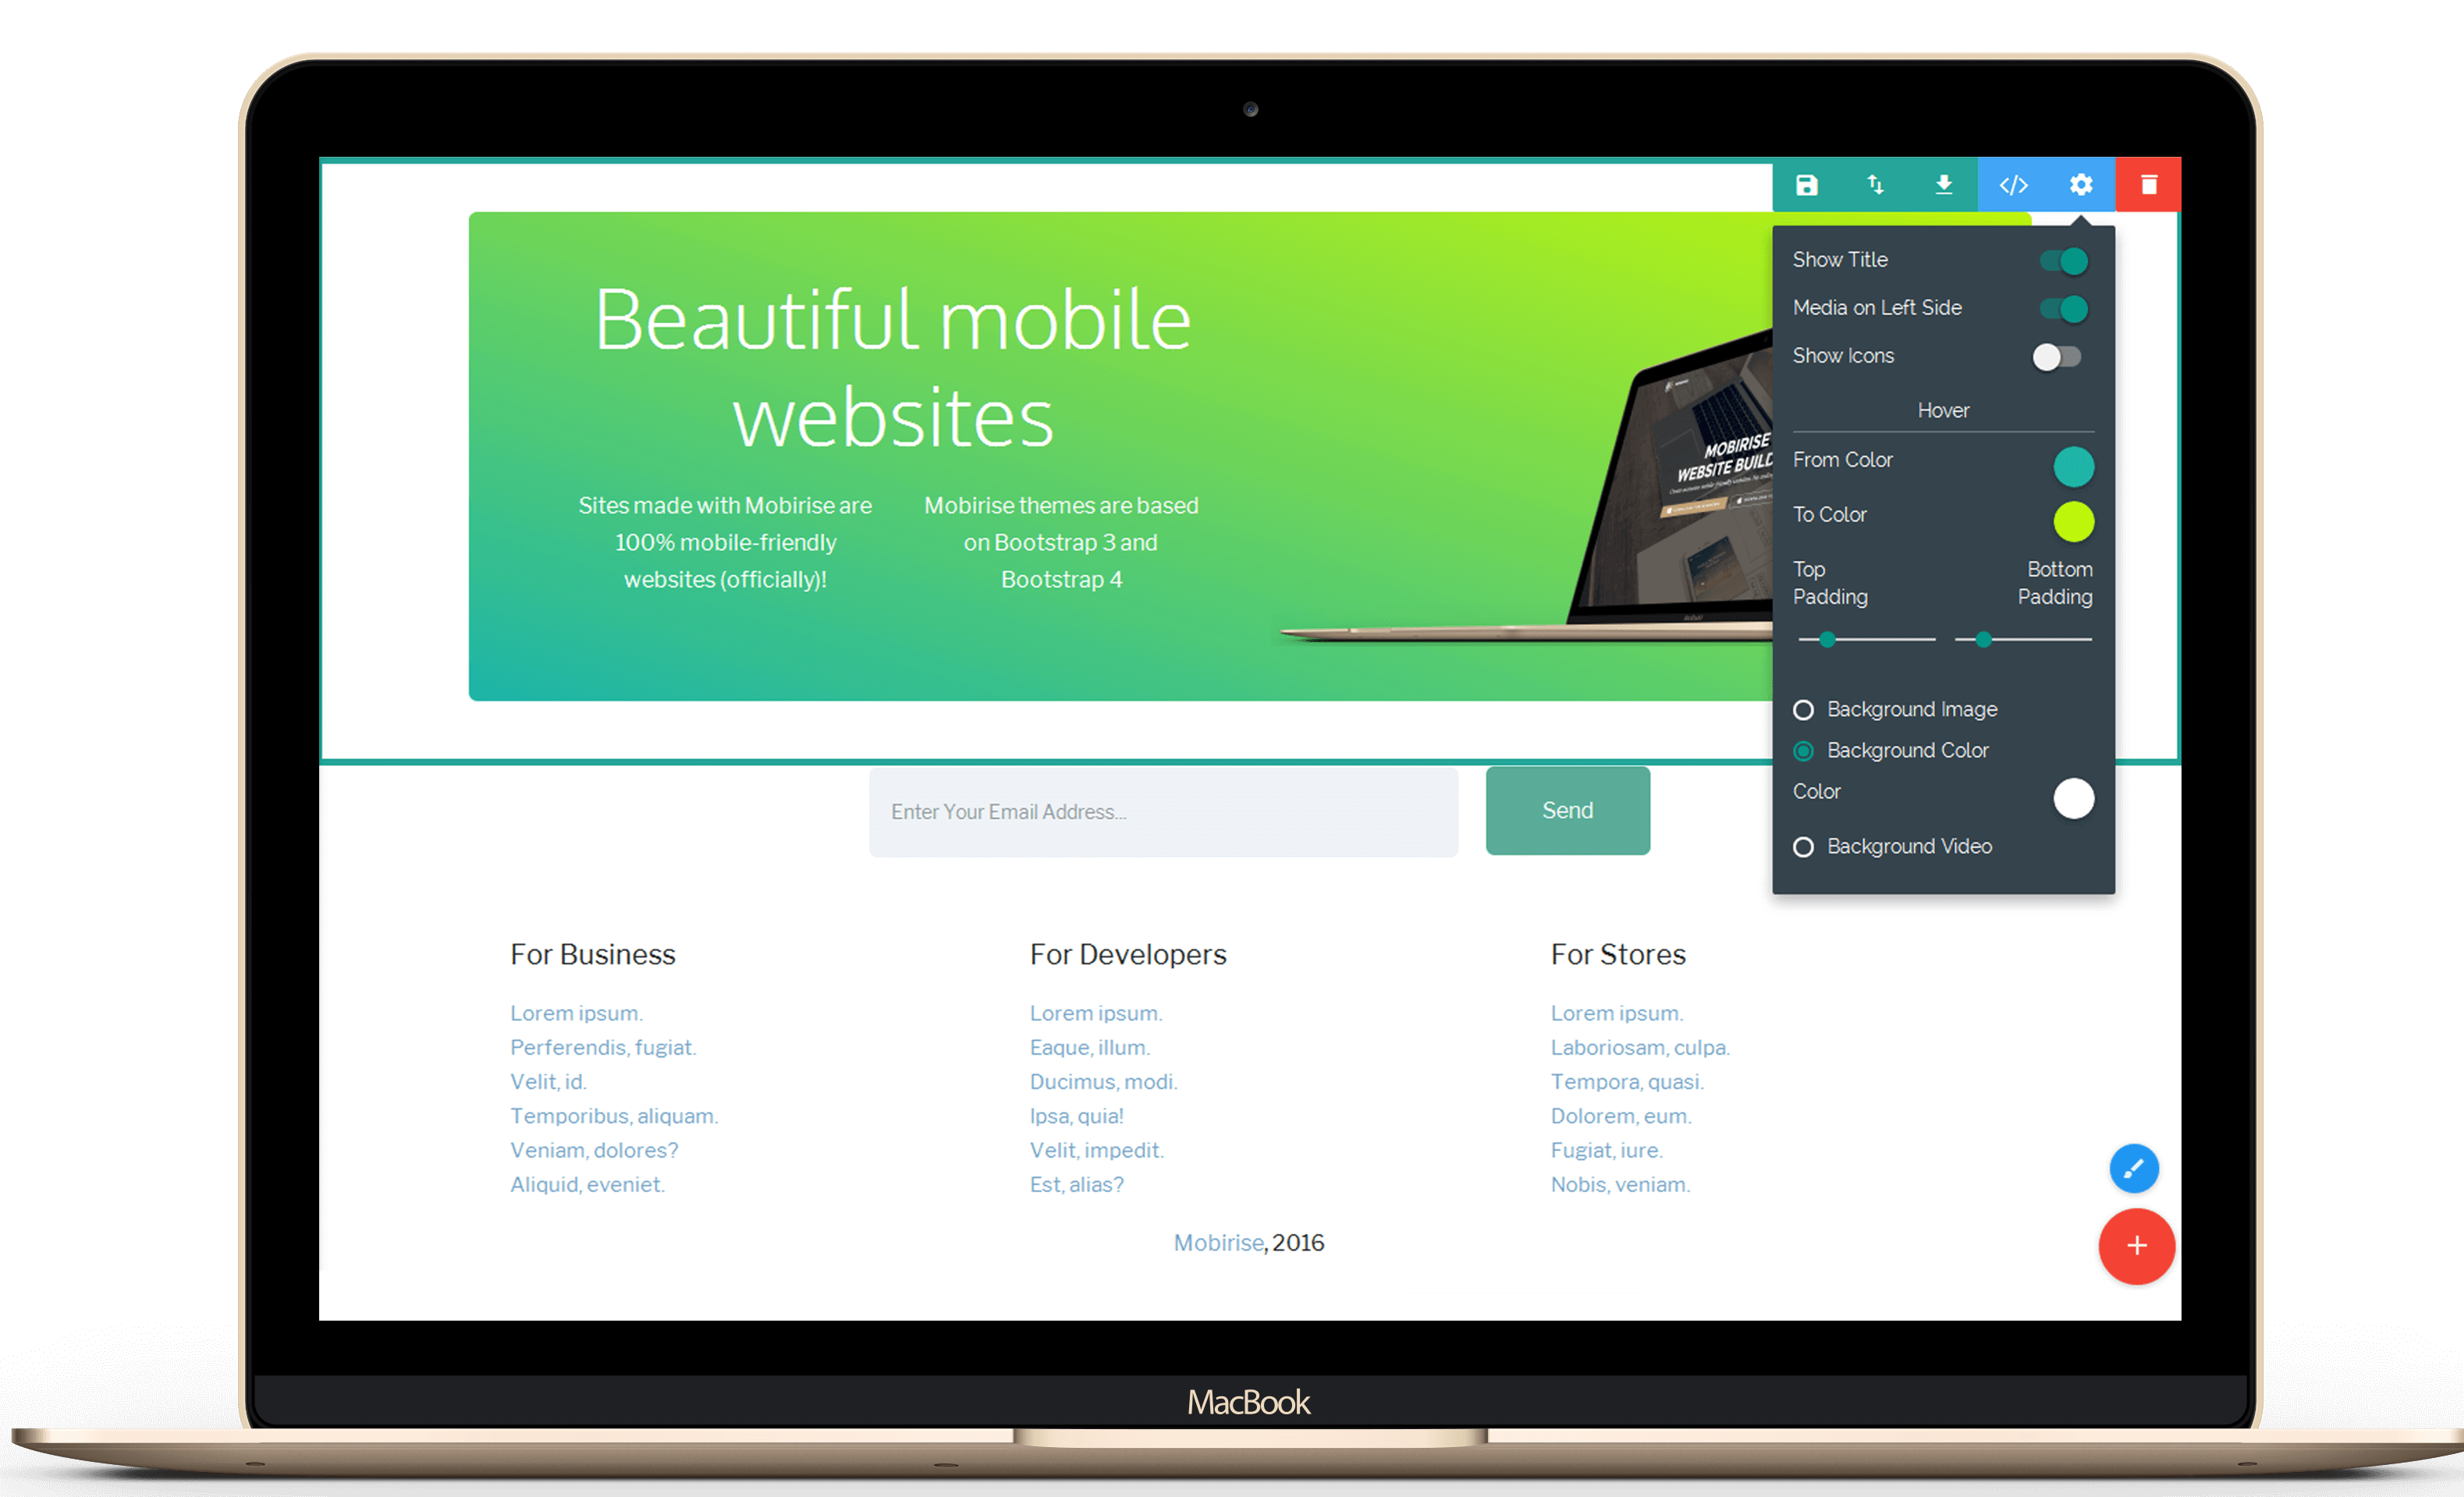 Beautiful mobile
websites
Sites made with Mobirise are
100% mobile-friendly
websites (officially)!
Mobirise themes are based
on Bootstrap 3 and
Bootstrap 4
MOBIRISE
WEBSITE BUILD
Show Title
Media on Left Side
Show Icons
Hover
From Color
To Color
Top
Padding
Bottom
Padding
Background Image
Background Color
Color
Background Video
Enter Your Email Address...
Send
For Business
Lorem ipsum.
Perferendis, fugiat.
Velit, id.
Temporibus, aliquam.
Veniam, dolores?
Aliquid, eveniet.
For Developers
Lorem ipsum.
Eaque, illum.
Ducimus, modi.
Ipsa, quia!
Velit, impedit.
Est, alias?
For Stores
Lorem ipsum.
Laboriosam, culpa.
Tempora, quasi.
Dolorem, eum.
Fugiat, iure.
Nobis, veniam.
Mobirise, 2016
MacBook